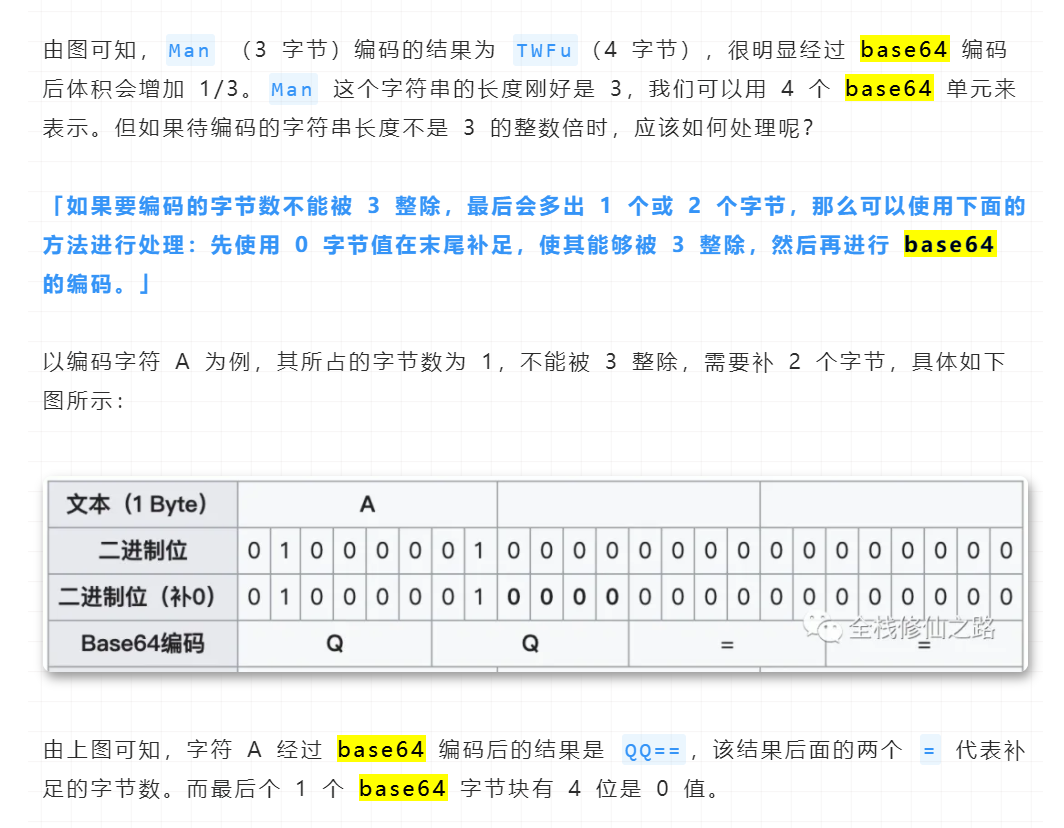 由图可知，Man （3 字节）编码的结果为 TWFu（4 字节），很明显经过 base64 编码
后体积会增加 1/3。Man 这个字符串的长度刚好是 3，我们可以用 4 个 base64 单元来
表示。但如果待编码的字符串长度不是 3 的整数倍时，应该如何处理呢？
「如果要编码的字节数不能被 3 整除，最后会多出 1 个或 2 个字节，那么可以使用下面的
方法进行处理：先使用 0 字节值在末尾补足，使其能够被 3 整除，然后再进行 base64
的编码。」
以编码字符 A 为例，其所占的字节数为 1，不能被 3 整除，需要补 2 个字节，具体如下
图所示：
文本（1 Byte） A
二进制位 0 1 0 0 0 0 0 1 0 0 0 0 0 0 0 0 0 0 0 0 0 0 0 0
二进制位（补0） 0 1 0 0 0 0 0 1 0 0 0 0 0 0 0 0 0 0 0 0 0 0 0 0
全栈修仙之路
Base64编码 Q Q = =
由上图可知，字符 A 经过 base64 编码后的结果是 QQ==，该结果后面的两个 = 代表补
足的字节数。而最后个 1 个 base64 字节块有 4 位是 0 值。